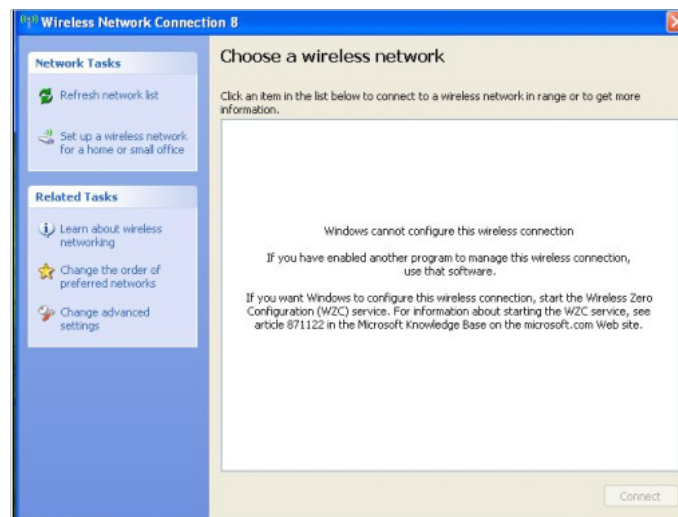 Wireless Network Connection 8
Network Tasks
Refresh network list
Set up a wireless network
for a home or small office
Related Tasks
Learn about wireless
networking
Change the order of
preferred networks
Change advanced
settings
Choose a wireless network
Click an item in the list below to connect to a wireless network in range or to get more
information.
Windows cannot configure this wireless connection
If you have enabled another program to manage this wireless connection,
use that software.
If you want Windows to configure this wireless connection, start the Wireless Zero
Configuration (WZC) service. For information about starting the WZC service, see
article 871122 in the Microsoft Knowledge Base on the microsoft.com Web site.
Connect